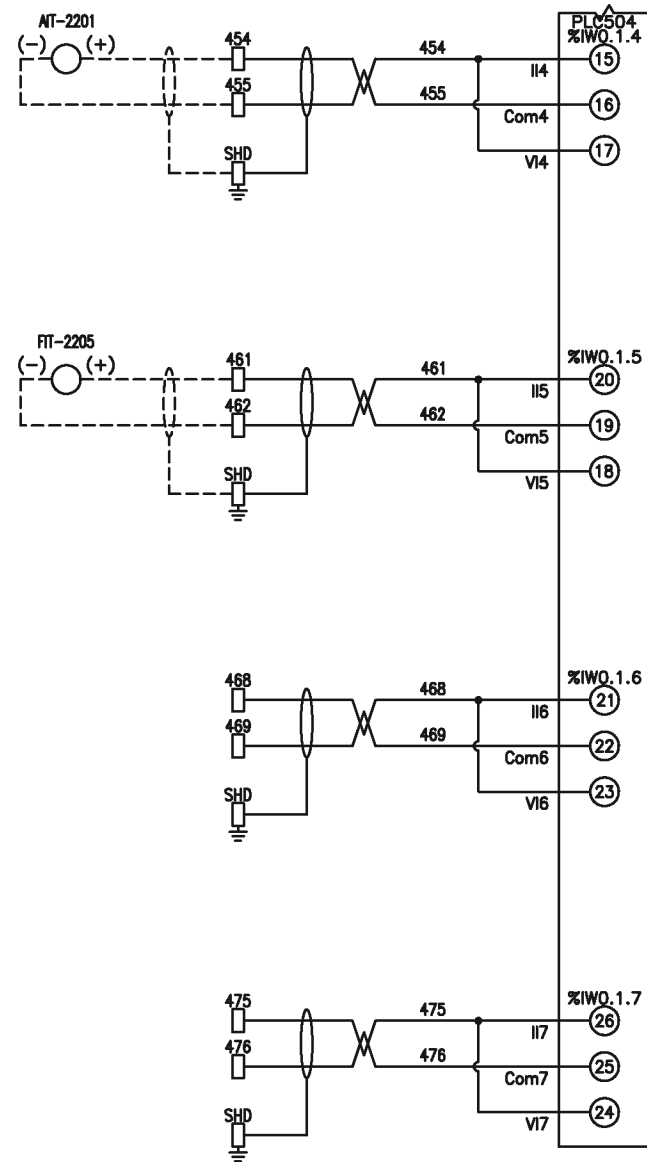 AIT-2201
PLC504
%IW0.1.4
(-) (+) 454 454 II4 15
455 455 Com4 16
SHD VI4 17
FIT-2205
%IW0.1.5
(-) (+) 461 461 II5 20
462 462 Com5 19
SHD VI5 18
%IW0.1.6
468 468 II6 21
469 469 Com6 22
SHD VI6 23
%IW0.1.7
475 475 II7 26
476 476 Com7 25
SHD VI7 24